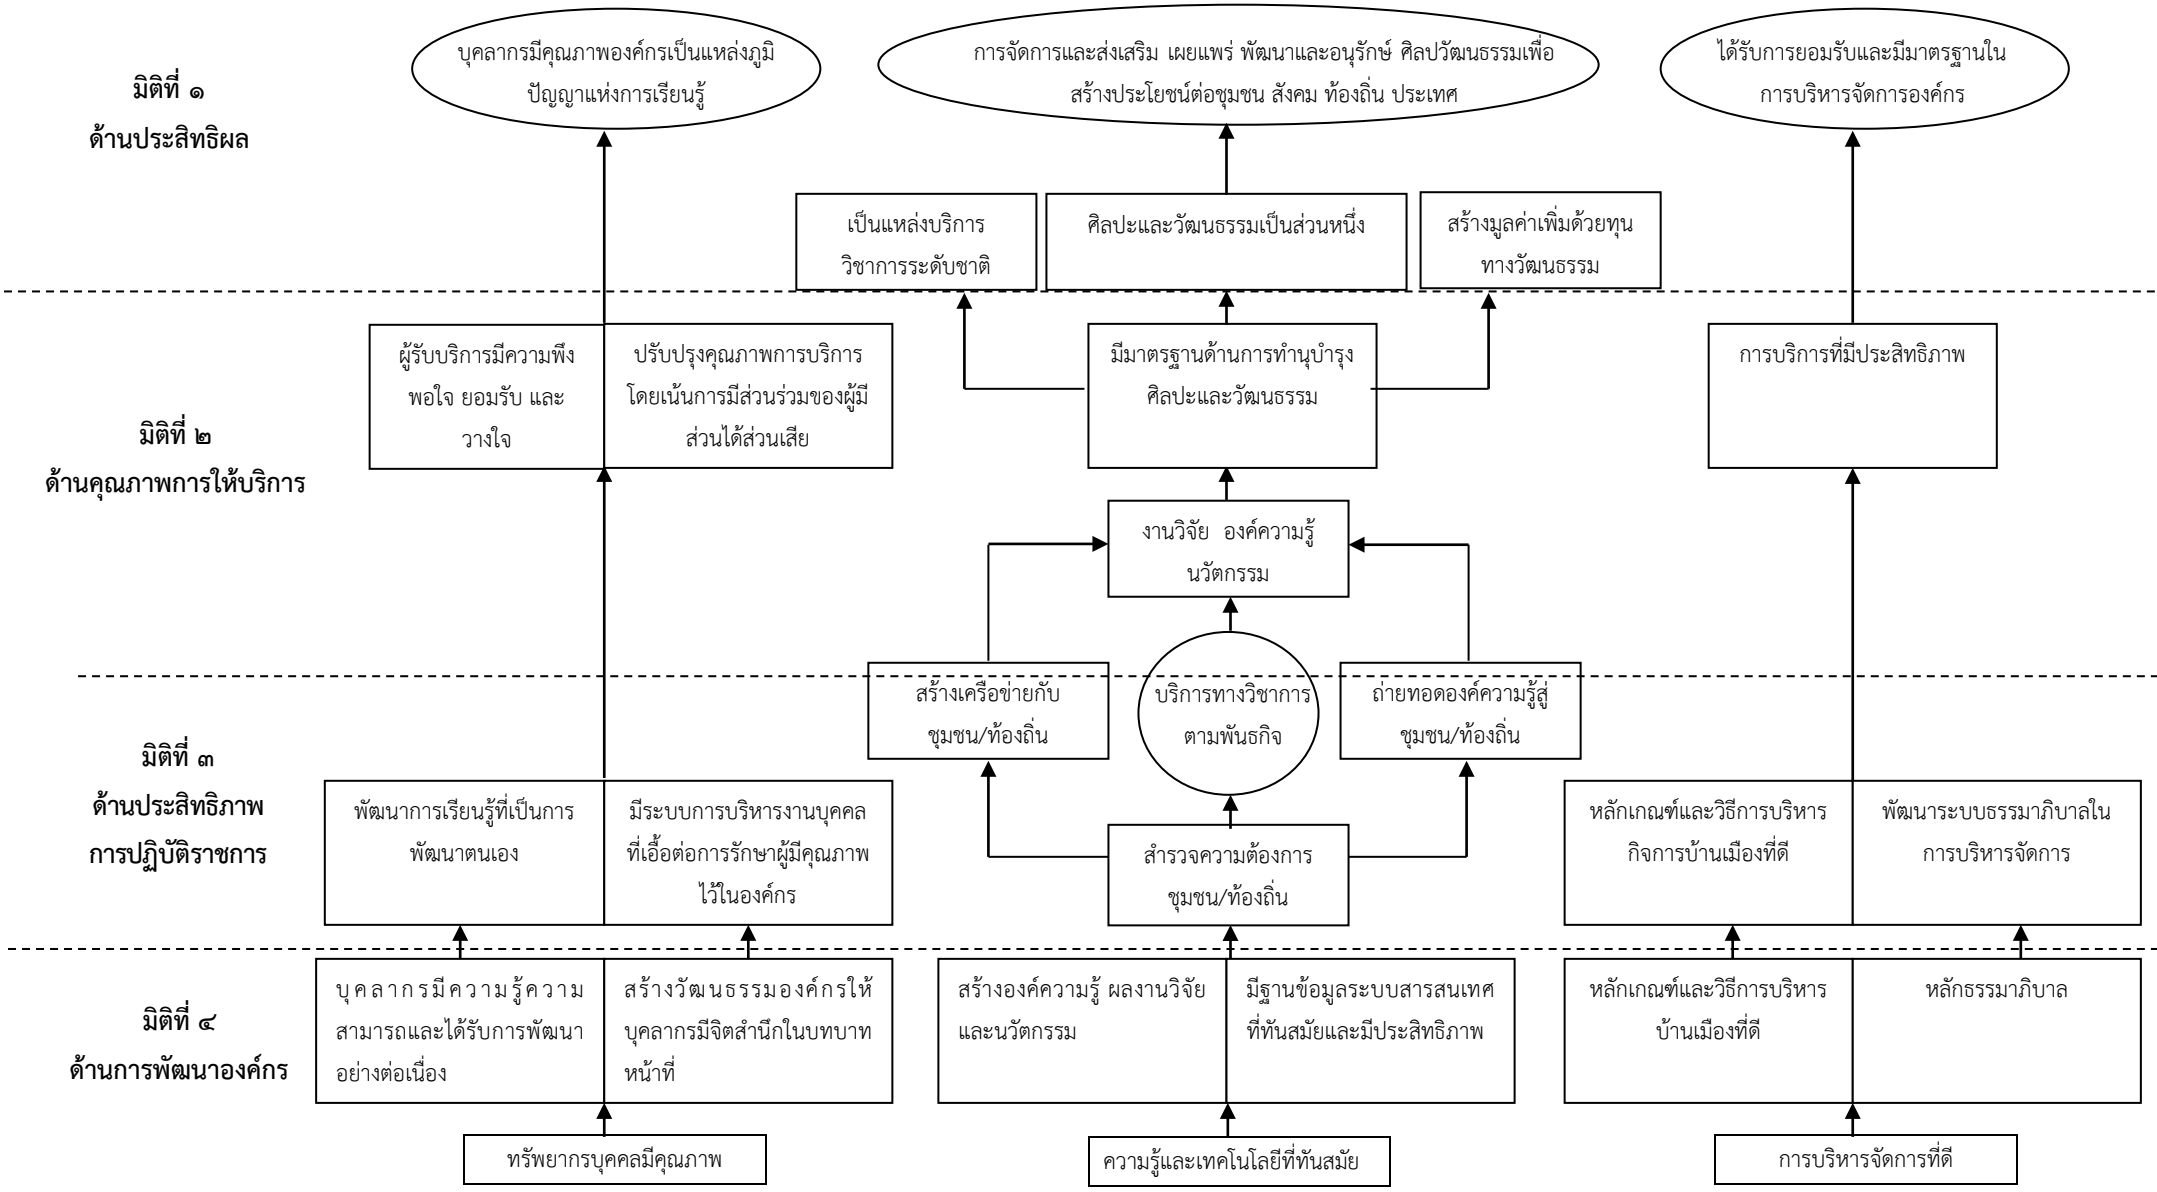 มิติที่ ๑
ด้านประสิทธิผล
บุคลากรมีคุณภาพองค์กรเป็นแหล่งภูมิ
ปัญญาแห่งการเรียนรู้
การจัดการและส่งเสริม เผยแพร่ พัฒนาและอนุรักษ์ ศิลปวัฒนธรรมเพื่อ
สร้างประโยชน์ต่อชุมชน สังคม ท้องถิ่น ประเทศ
ได้รับการยอมรับและมีมาตรฐานใน
การบริหารจัดการองค์กร
เป็นแหล่งบริการ
วิชาการระดับชาติ
ศิลปะและวัฒนธรรมเป็นส่วนหนึ่ง
สร้างมูลค่าเพิ่มด้วยทุน
ทางวัฒนธรรม
มิติที่ ๒
ด้านคุณภาพการให้บริการ
ผู้รับบริการมีความพึง
พอใจ ยอมรับ และ
วางใจ
ปรับปรุงคุณภาพการบริการ
โดยเน้นการมีส่วนร่วมของผู้มี
ส่วนได้ส่วนเสีย
มีมาตรฐานด้านการทำนุบำรุง
ศิลปะและวัฒนธรรม
การบริการที่มีประสิทธิภาพ
งานวิจัย องค์ความรู้
นวัตกรรม
สร้างเครือข่ายกับ
ชุมชน/ท้องถิ่น
บริการทางวิชาการ
ตามพันธกิจ
ถ่ายทอดองค์ความรู้สู่
ชุมชน/ท้องถิ่น
มิติที่ ๓
ด้านประสิทธิภาพ
การปฏิบัติราชการ
พัฒนาการเรียนรู้ที่เป็นการ
พัฒนาตนเอง
มีระบบการบริหารงานบุคคล
ที่เอื้อต่อการรักษาผู้มีคุณภาพ
ไว้ในองค์กร
สำรวจความต้องการ
ชุมชน/ท้องถิ่น
หลักเกณฑ์และวิธีการบริหาร
กิจการบ้านเมืองที่ดี
พัฒนาระบบธรรมาภิบาลใน
การบริหารจัดการ
มิติที่ ๔
ด้านการพัฒนาองค์กร
บุคลากรมีความรู้ความ
สามารถและได้รับการพัฒนา
อย่างต่อเนื่อง
สร้างวัฒนธรรมองค์กรให้
บุคลากรมีจิตสำนึกในบทบาท
หน้าที่
สร้างองค์ความรู้ ผลงานวิจัย
และนวัตกรรม
มีฐานข้อมูลระบบสารสนเทศ
ที่ทันสมัยและมีประสิทธิภาพ
หลักเกณฑ์และวิธีการบริหาร
บ้านเมืองที่ดี
หลักธรรมาภิบาล
ทรัพยากรบุคคลมีคุณภาพ
ความรู้และเทคโนโลยีที่ทันสมัย
การบริหารจัดการที่ดี